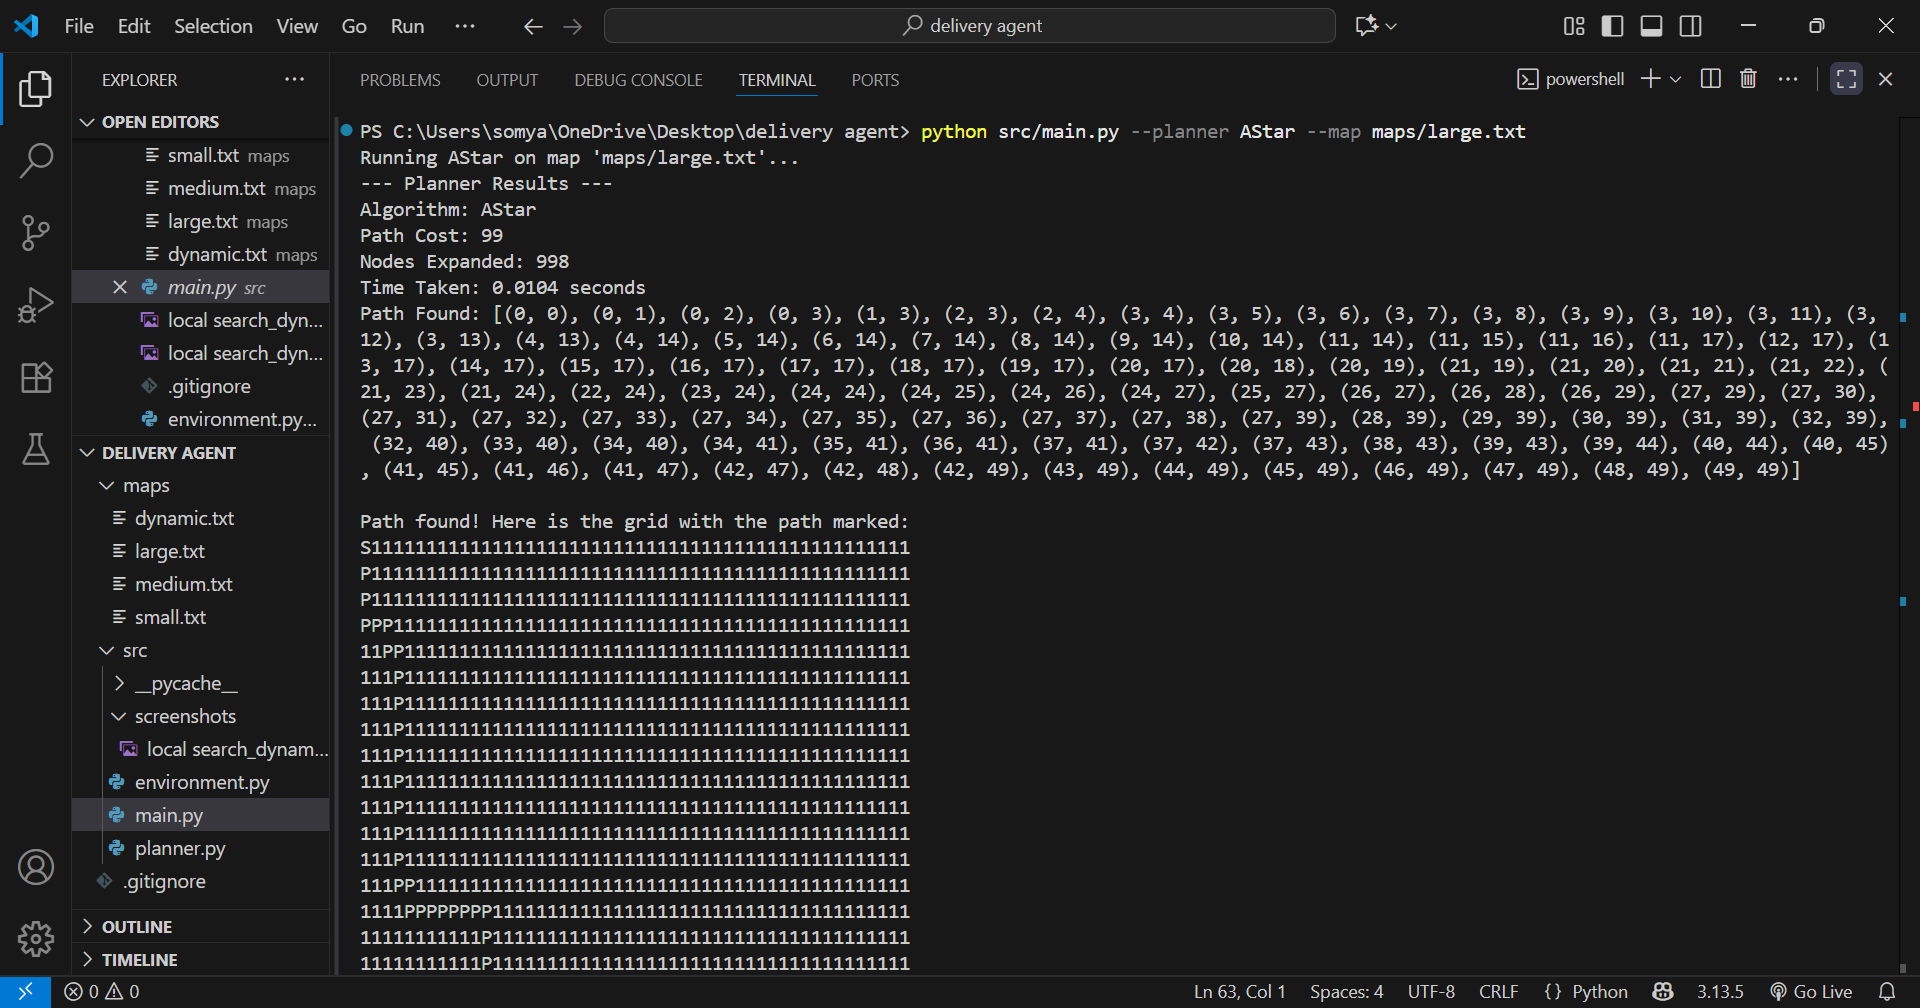 File Edit Selection View Go Run ··· delivery agent
EXPLORER ···
OPEN EDITORS
small.txt maps
medium.txt maps
large.txt maps
dynamic.txt maps
main.py src
local search_dyn...
local search_dyn...
.gitignore
environment.py...
DELIVERY AGENT
maps
dynamic.txt
large.txt
medium.txt
small.txt
src
__pycache__
screenshots
local search_dynam...
environment.py
main.py
planner.py
.gitignore
OUTLINE
TIMELINE
PROBLEMS OUTPUT DEBUG CONSOLE TERMINAL PORTS powershell
PS C:\Users\somya\OneDrive\Desktop\delivery agent> python src/main.py --planner AStar --map maps/large.txt
Running AStar on map 'maps/large.txt'...
--- Planner Results ---
Algorithm: AStar
Path Cost: 99
Nodes Expanded: 998
Time Taken: 0.0104 seconds
Path Found: [(0, 0), (0, 1), (0, 2), (0, 3), (1, 3), (2, 3), (2, 4), (3, 4), (3, 5), (3, 6), (3, 7), (3, 8), (3, 9), (3, 10), (3, 11), (3,
12), (3, 13), (4, 13), (4, 14), (5, 14), (6, 14), (7, 14), (8, 14), (9, 14), (10, 14), (11, 14), (11, 15), (11, 16), (11, 17), (12, 17), (1
3, 17), (14, 17), (15, 17), (16, 17), (17, 17), (18, 17), (19, 17), (20, 17), (20, 18), (20, 19), (21, 19), (21, 20), (21, 21), (21, 22), (
21, 23), (21, 24), (22, 24), (23, 24), (24, 24), (24, 25), (24, 26), (24, 27), (25, 27), (26, 27), (26, 28), (26, 29), (27, 29), (27, 30),
(27, 31), (27, 32), (27, 33), (27, 34), (27, 35), (27, 36), (27, 37), (27, 38), (27, 39), (28, 39), (29, 39), (30, 39), (31, 39), (32, 39),
(32, 40), (33, 40), (34, 40), (34, 41), (35, 41), (36, 41), (37, 41), (37, 42), (37, 43), (38, 43), (39, 43), (39, 44), (40, 44), (40, 45)
, (41, 45), (41, 46), (41, 47), (42, 47), (42, 48), (42, 49), (43, 49), (44, 49), (45, 49), (46, 49), (47, 49), (48, 49), (49, 49)]
Path found! Here is the grid with the path marked:
S1111111111111111111111111111111111111111111111111
P1111111111111111111111111111111111111111111111111
P1111111111111111111111111111111111111111111111111
PPP11111111111111111111111111111111111111111111111
11PP1111111111111111111111111111111111111111111111
111P1111111111111111111111111111111111111111111111
111P1111111111111111111111111111111111111111111111
111P1111111111111111111111111111111111111111111111
111P1111111111111111111111111111111111111111111111
111P1111111111111111111111111111111111111111111111
111P1111111111111111111111111111111111111111111111
111P1111111111111111111111111111111111111111111111
111P1111111111111111111111111111111111111111111111
111PP111111111111111111111111111111111111111111111
1111PPPPPPPP11111111111111111111111111111111111111
11111111111P11111111111111111111111111111111111111
11111111111P11111111111111111111111111111111111111
0 0 Ln 63, Col 1 Spaces: 4 UTF-8 CRLF {} Python 3.13.5 Go Live